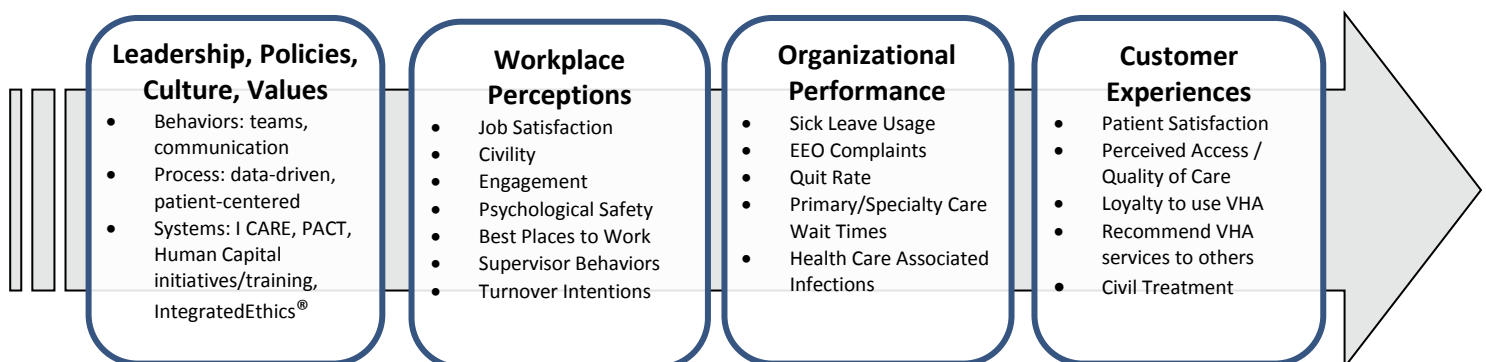 Leadership, Policies,
Culture, Values
• Behaviors: teams,
communication
• Process: data-driven,
patient-centered
• Systems: I CARE, PACT,
Human Capital
initiatives/training,
IntegratedEthics®
Workplace
Perceptions
• Job Satisfaction
• Civility
• Engagement
• Psychological Safety
• Best Places to Work
• Supervisor Behaviors
• Turnover Intentions
Organizational
Performance
• Sick Leave Usage
• EEO Complaints
• Quit Rate
• Primary/Specialty Care
Wait Times
• Health Care Associated
Infections
Customer
Experiences
• Patient Satisfaction
• Perceived Access /
Quality of Care
• Loyalty to use VHA
• Recommend VHA
services to others
• Civil Treatment